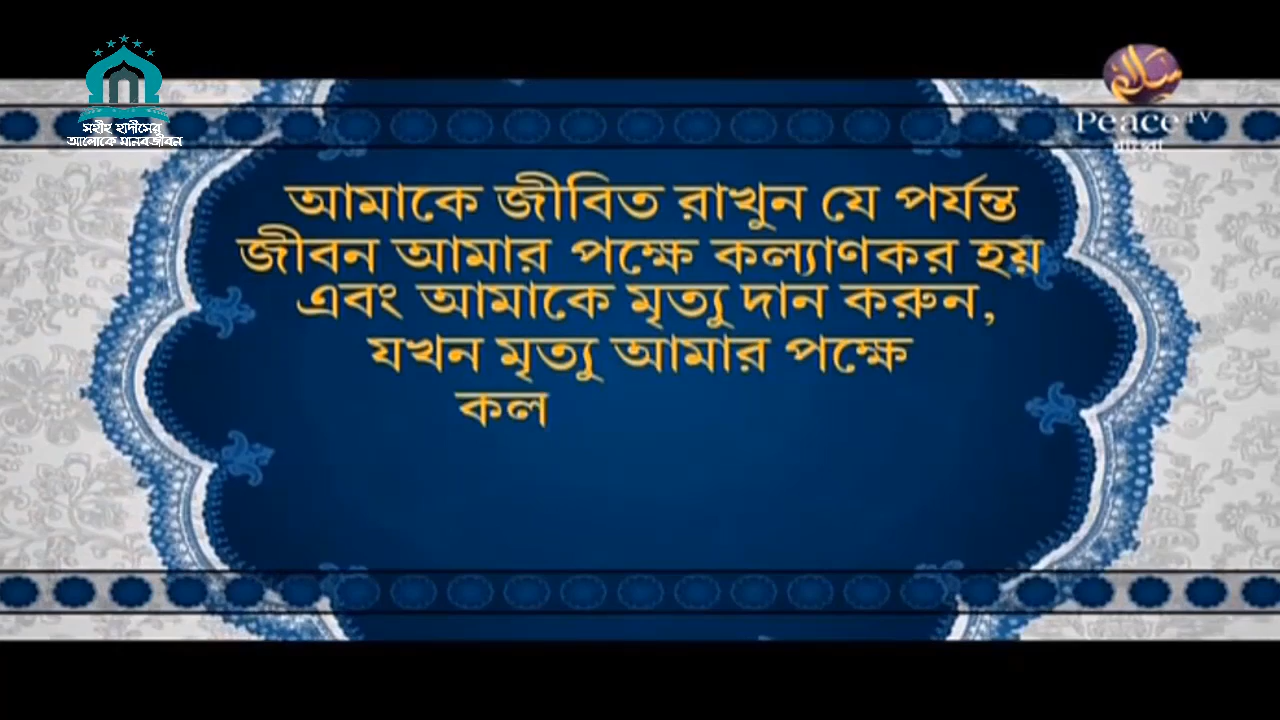 সহীহ হাদীসের
আলোকে মানবজীবন
سلام
Peace TV
বাংলা
আমাকে জীবিত রাখুন যে পর্যন্ত
জীবন আমার পক্ষে কল্যাণকর হয়
এবং আমাকে মৃত্যু দান করুন,
যখন মৃত্যু আমার পক্ষে
কল